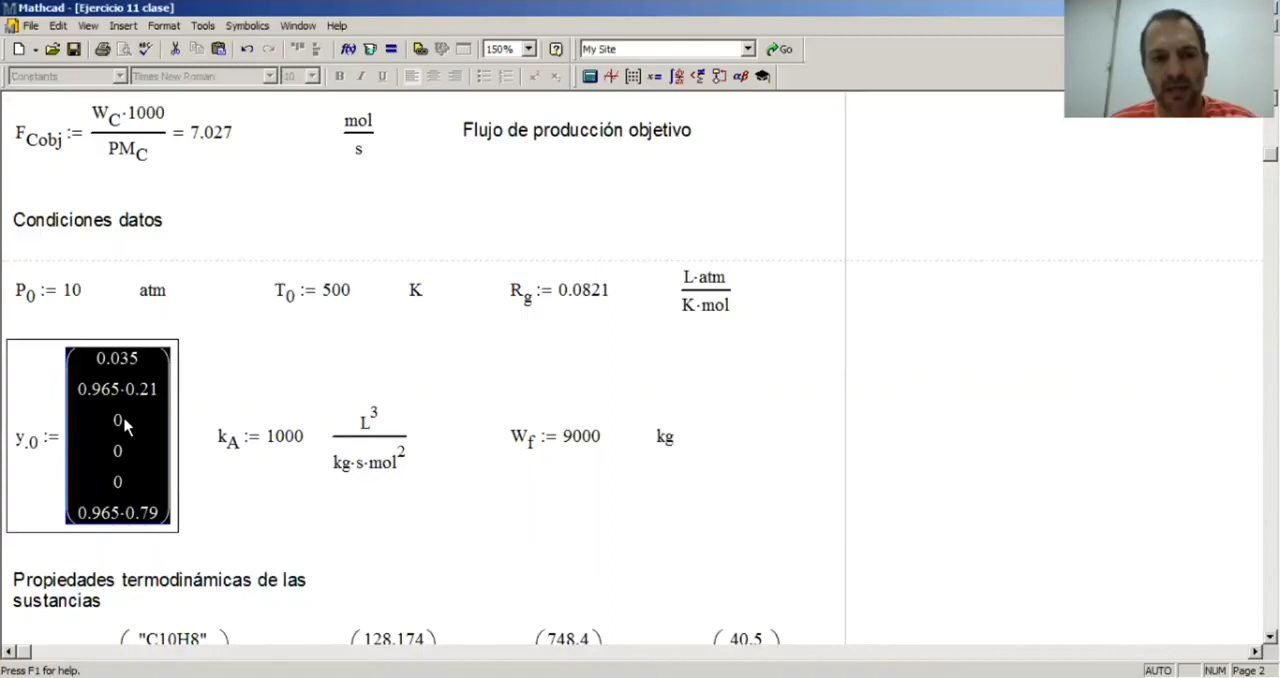 Mathcad - [Ejercicio 11 clase]
File Edit View Insert Format Tools Symbolics Window Help
150% My Site Go
Constants Times New Roman 10 B I U
F_Cobj := W_C·1000 / PM_C = 7.027 mol / s Flujo de producción objetivo
Condiciones datos
P_0 := 10 atm T_0 := 500 K R_g := 0.0821 L·atm / K·mol
y.0 :=
0.035
0.965·0.21
0
0
0
0.965·0.79
k_A := 1000 L^3 / kg·s·mol^2 W_f := 9000 kg
Propiedades termodinámicas de las
sustancias
"C10H8" 128.174 748.4 40.5
Press F1 for help. AUTO NUM Page 2